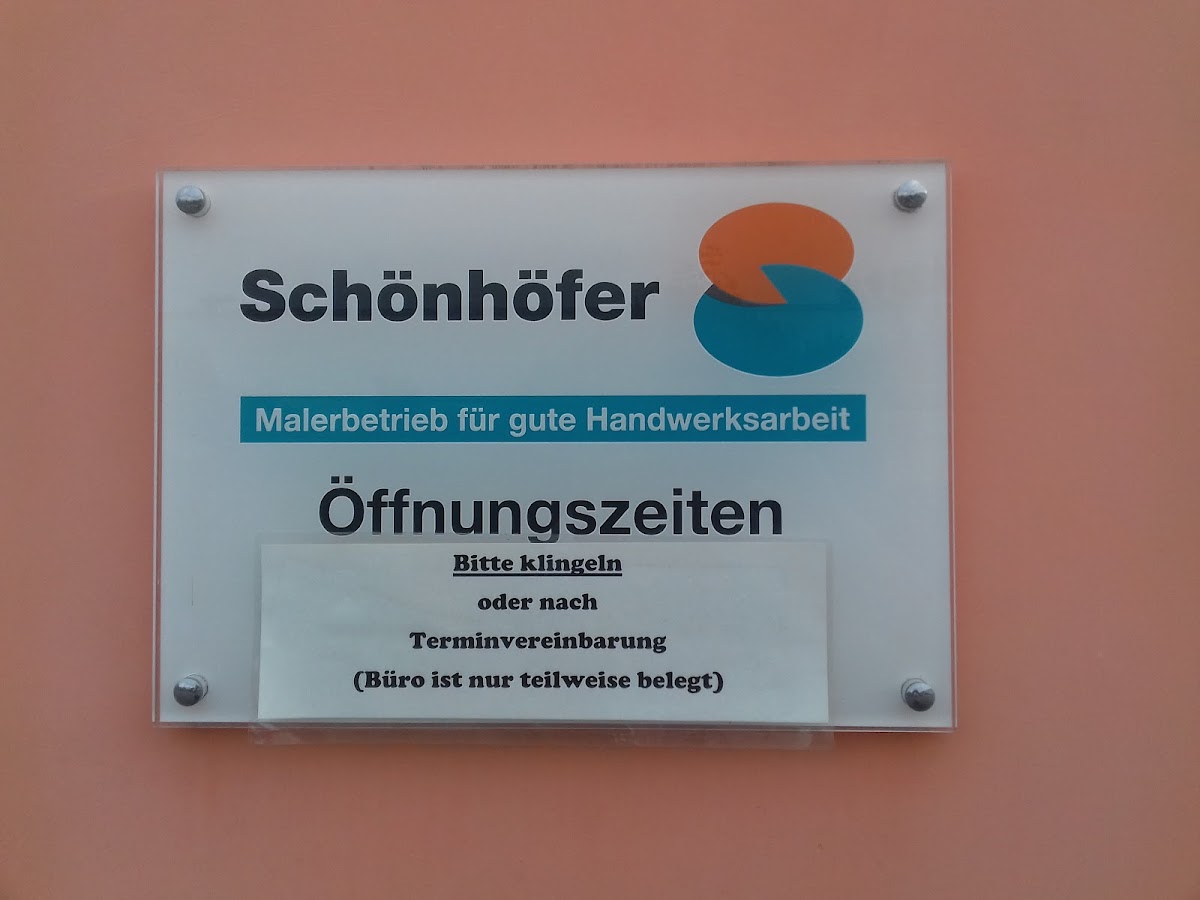 Schönhöfer
Malerbetrieb für gute Handwerksarbeit
Öffnungszeiten
Bitte klingeln
oder nach
Terminvereinbarung
(Büro ist nur teilweise belegt)